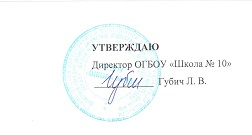 УТВЕРЖДАЮ
Директор ОГБОУ «Школа № 10»
Губич Л. В.